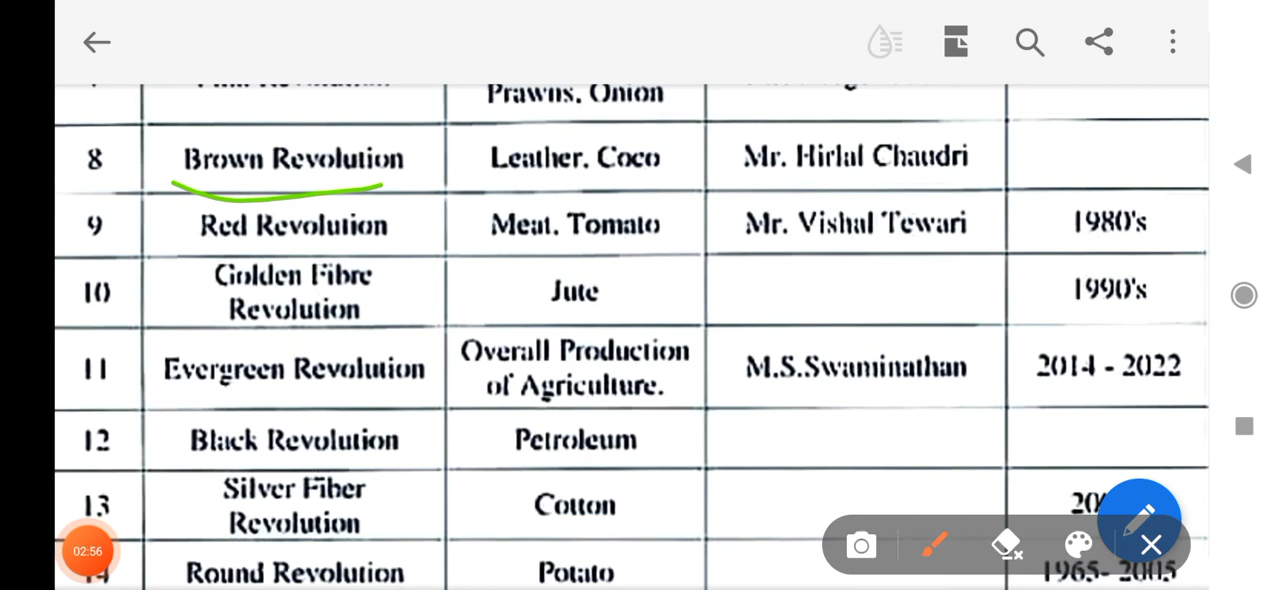 Prawns, Onion
8 Brown Revolution Leather, Coco Mr. Hirlal Chaudri
9 Red Revolution Meat, Tomato Mr. Vishal Tewari 1980's
10 Golden Fibre Revolution Jute 1990's
11 Evergreen Revolution Overall Production of Agriculture. M.S.Swaminathan 2014 - 2022
12 Black Revolution Petroleum
13 Silver Fiber Revolution Cotton
02:56
Round Revolution Potato 1965- 2005